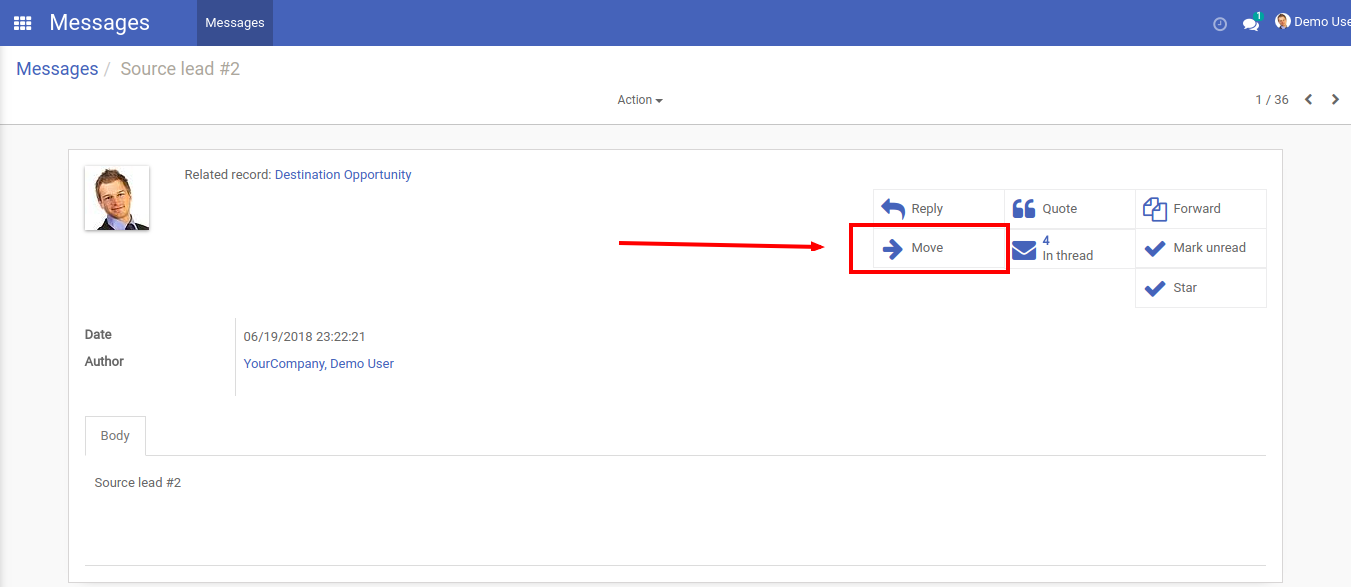 Messages
Messages
1
Demo Use
Messages / Source lead #2
Action
1 / 36
Related record: Destination Opportunity
Reply
Quote
Forward
Move
4
In thread
Mark unread
Star
Date
06/19/2018 23:22:21
Author
YourCompany, Demo User
Body
Source lead #2